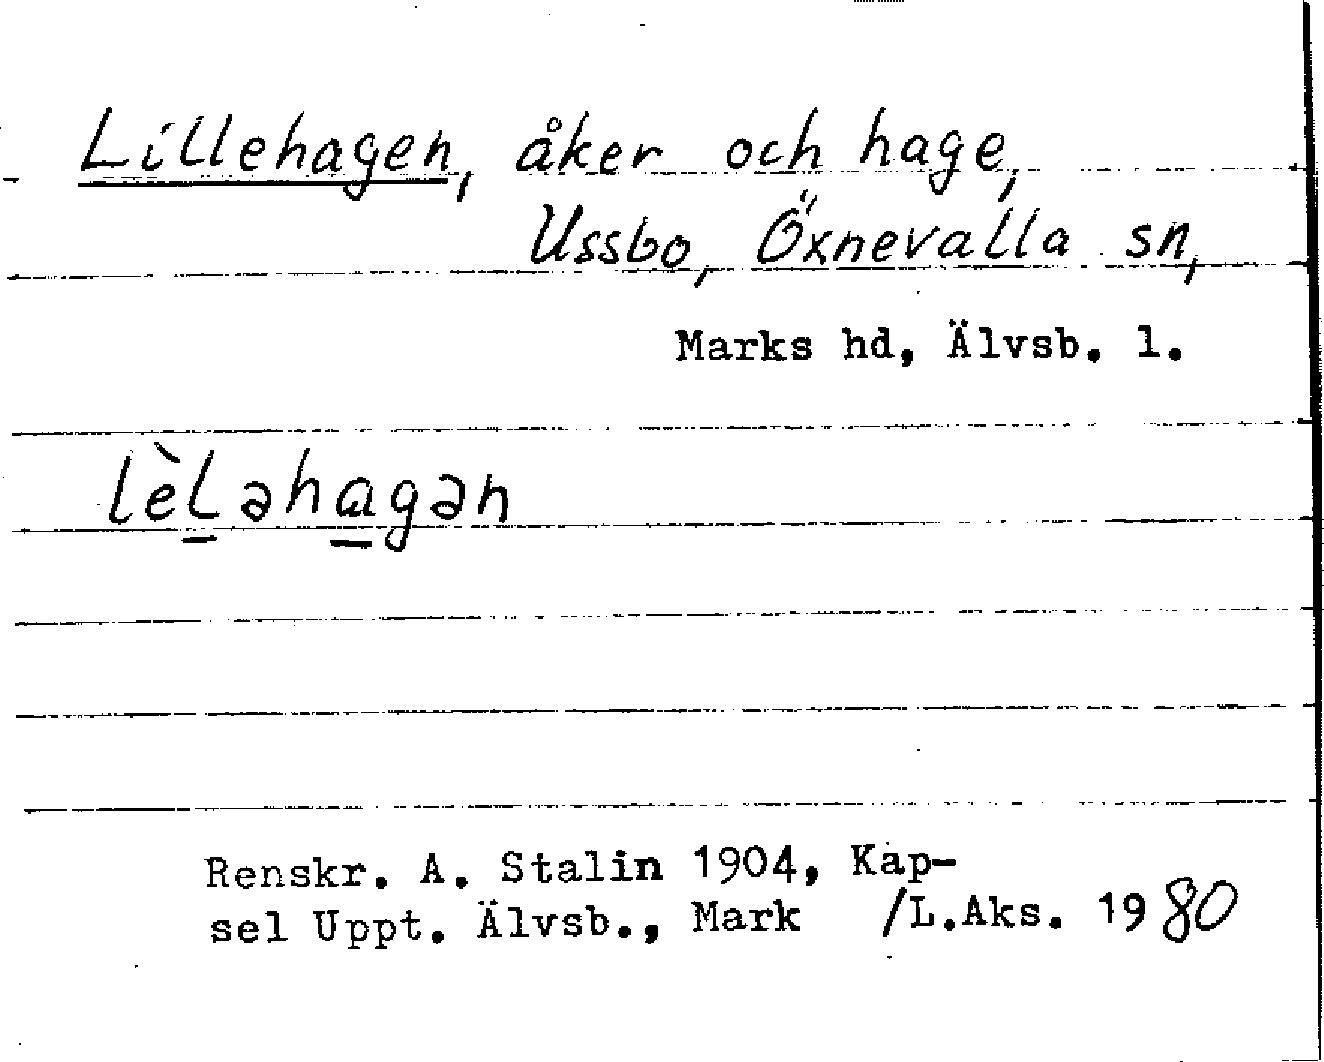 Lillehagen, åker och hage,
Ussbo, Öxnevalla sn,
Marks hd, Älvsb. l.
lèləhagən
Renskr. A. Stalin 1904, Kap-
sel Uppt. Älvsb., Mark /L.Aks. 1980